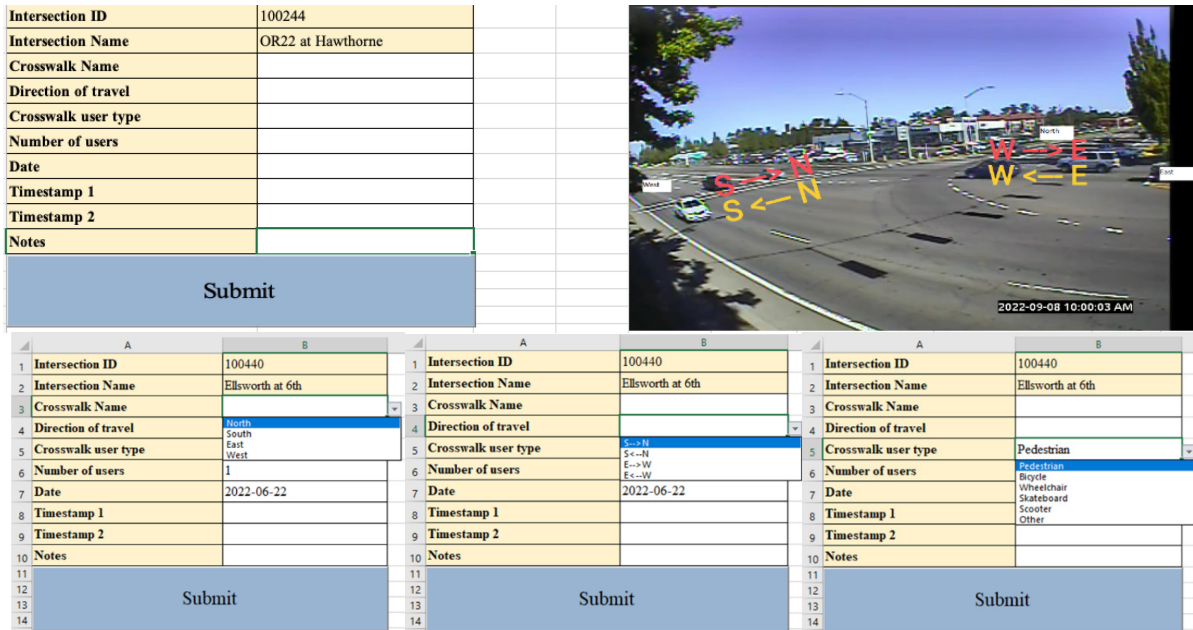 Intersection ID 100244
Intersection Name OR22 at Hawthorne
Crosswalk Name
Direction of travel
Crosswalk user type
Number of users
Date
Timestamp 1
Timestamp 2
Notes
Submit
North
W —> E
W <— E
East
West
S —> N
S <— N
2022-09-08 10:00:03 AM
A B
1 Intersection ID 100440
2 Intersection Name Ellsworth at 6th
3 Crosswalk Name
4 Direction of travel North
South
5 Crosswalk user type East
West
6 Number of users 1
7 Date 2022-06-22
8 Timestamp 1
9 Timestamp 2
10 Notes
11
12 Submit
13
14
A B
1 Intersection ID 100440
2 Intersection Name Ellsworth at 6th
3 Crosswalk Name
4 Direction of travel
5 Crosswalk user type S-->N
S<--N
6 Number of users E-->W
E<--W
7 Date 2022-06-22
8 Timestamp 1
9 Timestamp 2
10 Notes
11
12 Submit
13
14
A B
1 Intersection ID 100440
2 Intersection Name Ellsworth at 6th
3 Crosswalk Name
4 Direction of travel
5 Crosswalk user type Pedestrian
6 Number of users Pedestrian
Bicycle
7 Date Wheelchair
Skateboard
8 Timestamp 1 Scooter
Other
9 Timestamp 2
10 Notes
11
12 Submit
13
14